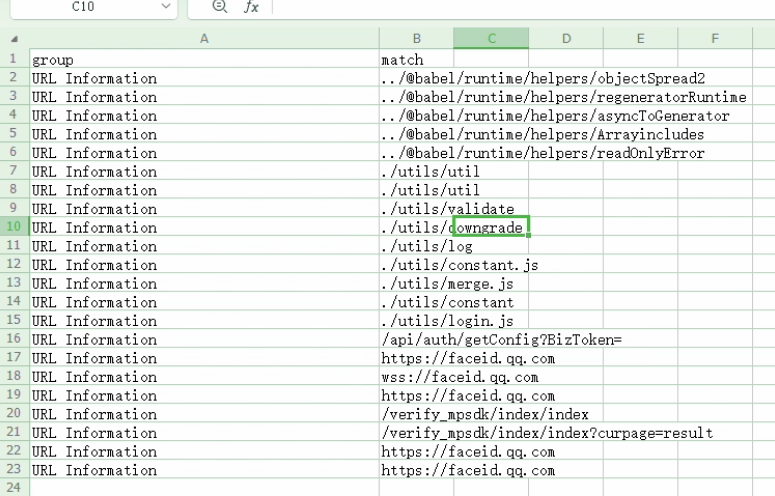 C10 fx
A B C D E F
1 group match
2 URL Information ../@babel/runtime/helpers/objectSpread2
3 URL Information ../@babel/runtime/helpers/regeneratorRuntime
4 URL Information ../@babel/runtime/helpers/asyncToGenerator
5 URL Information ../@babel/runtime/helpers/Arrayincludes
6 URL Information ../@babel/runtime/helpers/readOnlyError
7 URL Information ./utils/util
8 URL Information ./utils/util
9 URL Information ./utils/validate
10 URL Information ./utils/downgrade
11 URL Information ./utils/log
12 URL Information ./utils/constant.js
13 URL Information ./utils/merge.js
14 URL Information ./utils/constant
15 URL Information ./utils/login.js
16 URL Information /api/auth/getConfig?BizToken=
17 URL Information https://faceid.qq.com
18 URL Information wss://faceid.qq.com
19 URL Information https://faceid.qq.com
20 URL Information /verify_mpsdk/index/index
21 URL Information /verify_mpsdk/index/index?curpage=result
22 URL Information https://faceid.qq.com
23 URL Information https://faceid.qq.com
24